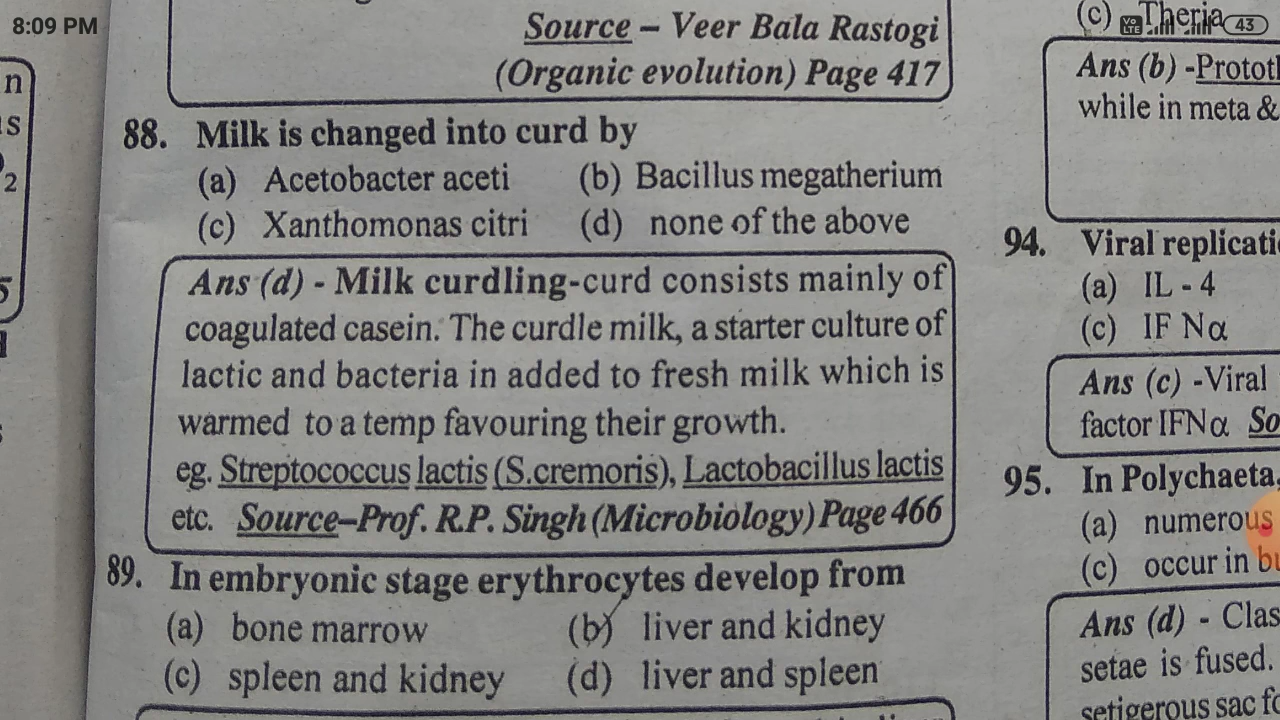 8:09 PM
43
n
Source – Veer Bala Rastogi
(Organic evolution) Page 417
88. Milk is changed into curd by
(a) Acetobacter aceti (b) Bacillus megatherium
(c) Xanthomonas citri (d) none of the above
Ans (d) - Milk curdling-curd consists mainly of
coagulated casein. The curdle milk, a starter culture of
lactic and bacteria in added to fresh milk which is
warmed to a temp favouring their growth.
eg. Streptococcus lactis (S.cremoris), Lactobacillus lactis
etc. Source–Prof. R.P. Singh (Microbiology) Page 466
89. In embryonic stage erythrocytes develop from
(a) bone marrow (b) liver and kidney
(c) spleen and kidney (d) liver and spleen
(c) Theria
Ans (b) -Protot
while in meta &
94. Viral replicati
(a) IL - 4
(c) IF Nα
Ans (c) -Viral
factor IFNα So
95. In Polychaeta,
(a) numerous
(c) occur in bu
Ans (d) - Clas
setae is fused.
setigerous sac fo